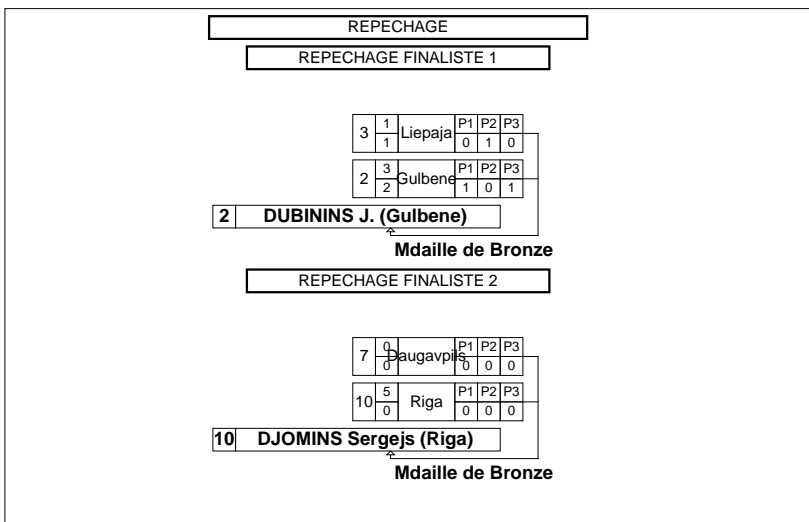 REPECHAGE
REPECHAGE FINALISTE 1
3 1 Liepaja P1 P2 P3
1 0 1 0
2 3 Gulbene P1 P2 P3
2 1 0 1
2 DUBININS J. (Gulbene)
Mdaille de Bronze
REPECHAGE FINALISTE 2
7 0 Daugavpils P1 P2 P3
0 0 0 0
10 5 Riga P1 P2 P3
0 0 0 0
10 DJOMINS Sergejs (Riga)
Mdaille de Bronze